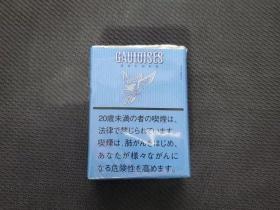 GAULOISES
20歳未満の者の喫煙は、
法律で禁じられています。
喫煙は、肺がんをはじめ、
あなたが様々ながんに
なる危険性を高めます。